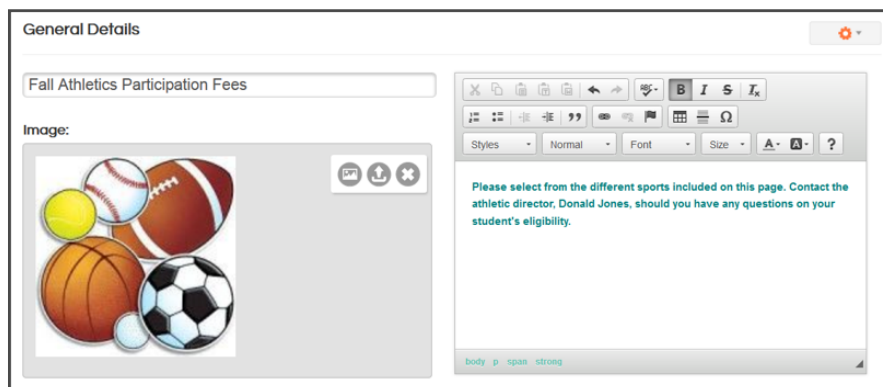 General Details
Fall Athletics Participation Fees
Image:
ABC
B I S Tx
Styles Normal Font Size A A ?
Please select from the different sports included on this page. Contact the
athletic director, Donald Jones, should you have any questions on your
student's eligibility.
body p span strong